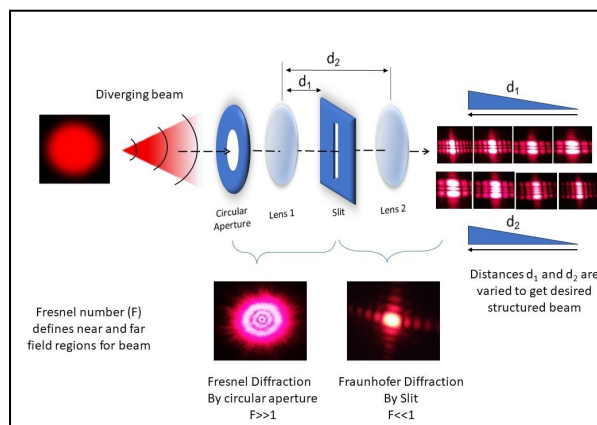 d₂
d₁
d₁
Diverging beam
Circular
Aperture
Lens 1
Slit
Lens 2
d₂
Distances d₁ and d₂ are
varied to get desired
structured beam
Fresnel number (F)
defines near and far
field regions for beam
Fresnel Diffraction
By circular aperture
F>>1
Fraunhofer Diffraction
By Slit
F<<1